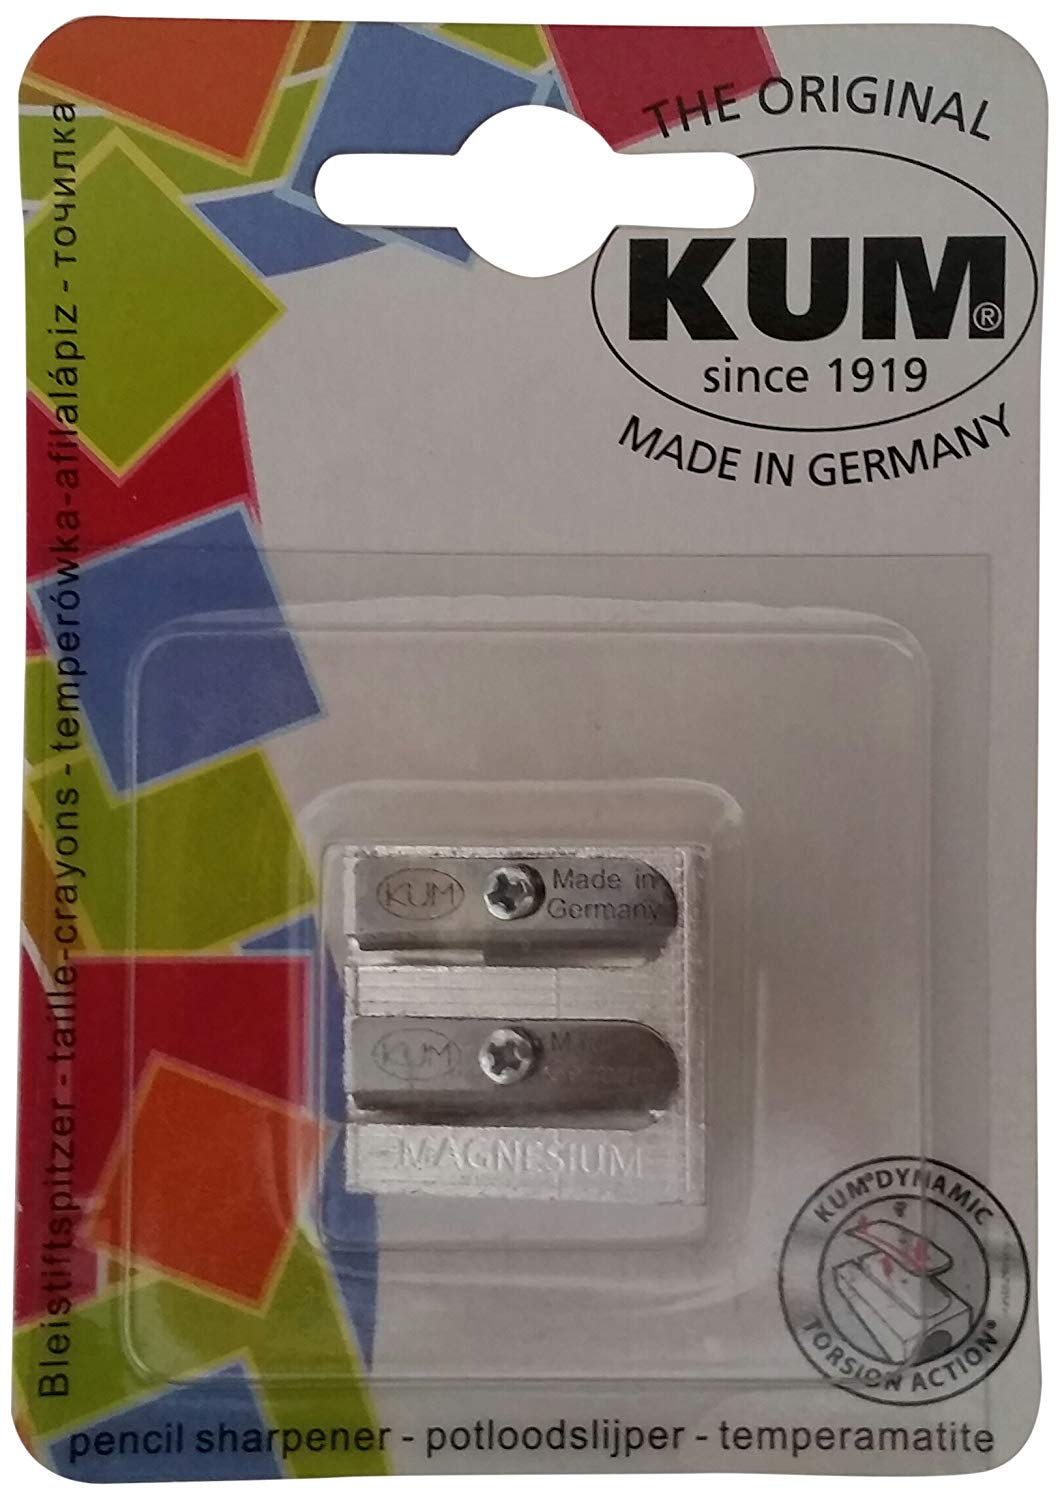 THE ORIGINAL
KUM®
since 1919
MADE IN GERMANY
Bleistiftspitzer - taille-crayons - temperówka-afilalápiz - точилка
KUM
Made in
Germany
KUM
MAGNESIUM
KUM® DYNAMIC
TORSION ACTION®
pencil sharpener - potloodslijper - temperamatite